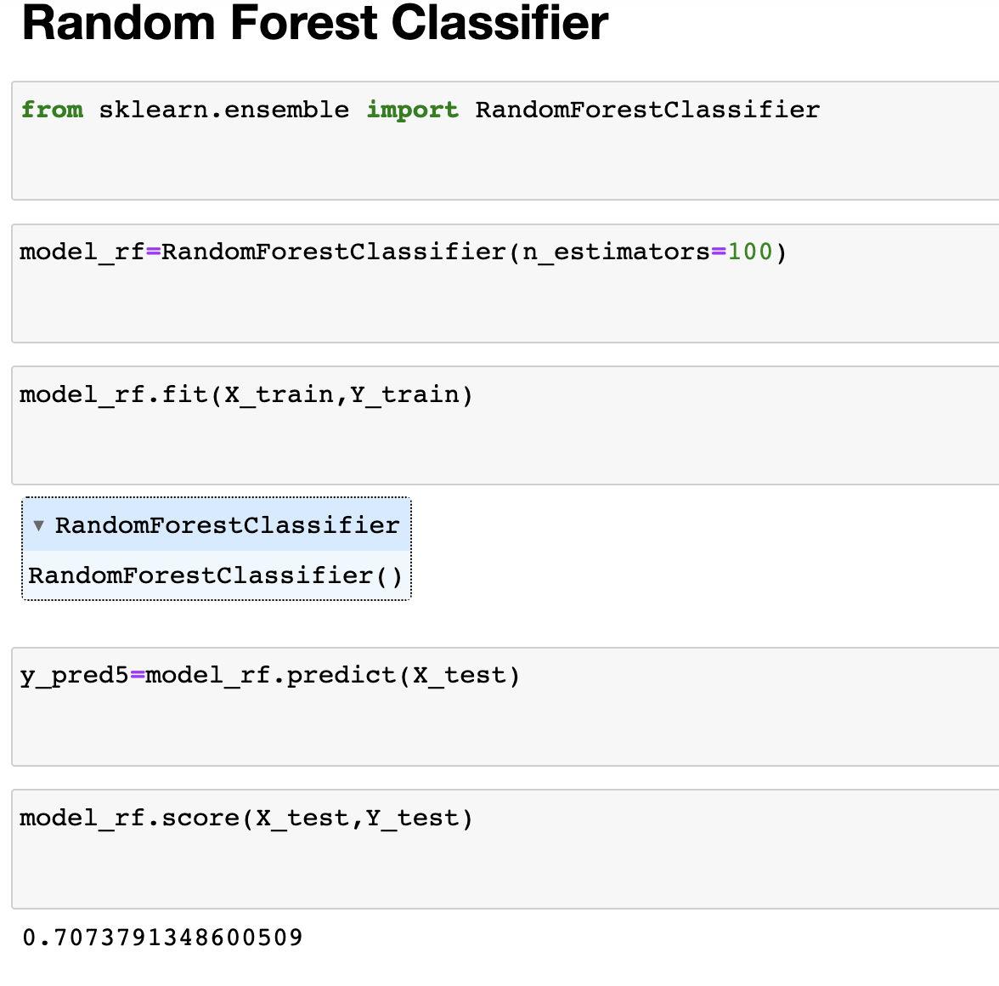 Random Forest Classifier
from sklearn.ensemble import RandomForestClassifier
model_rf=RandomForestClassifier(n_estimators=100)
model_rf.fit(X_train,Y_train)
▼ RandomForestClassifier
RandomForestClassifier()
y_pred5=model_rf.predict(X_test)
model_rf.score(X_test,Y_test)
0.7073791348600509